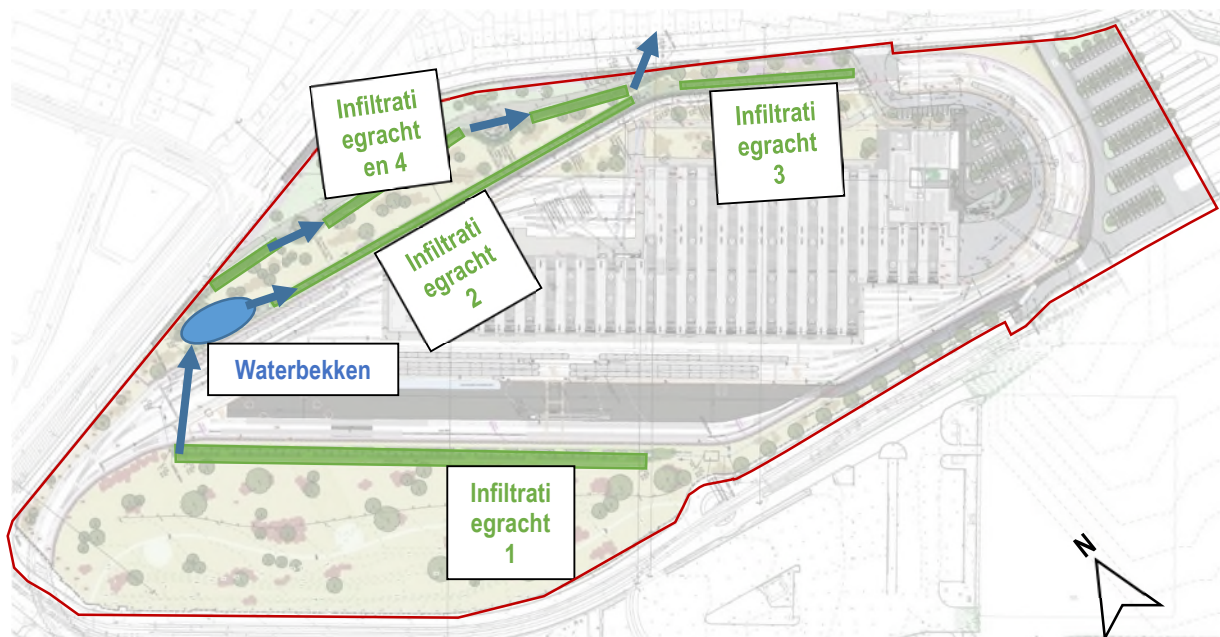 Infiltrati
egracht
en 4
Infiltrati
egracht
3
Infiltrati
egracht
2
Waterbekken
Infiltrati
egracht
1
N